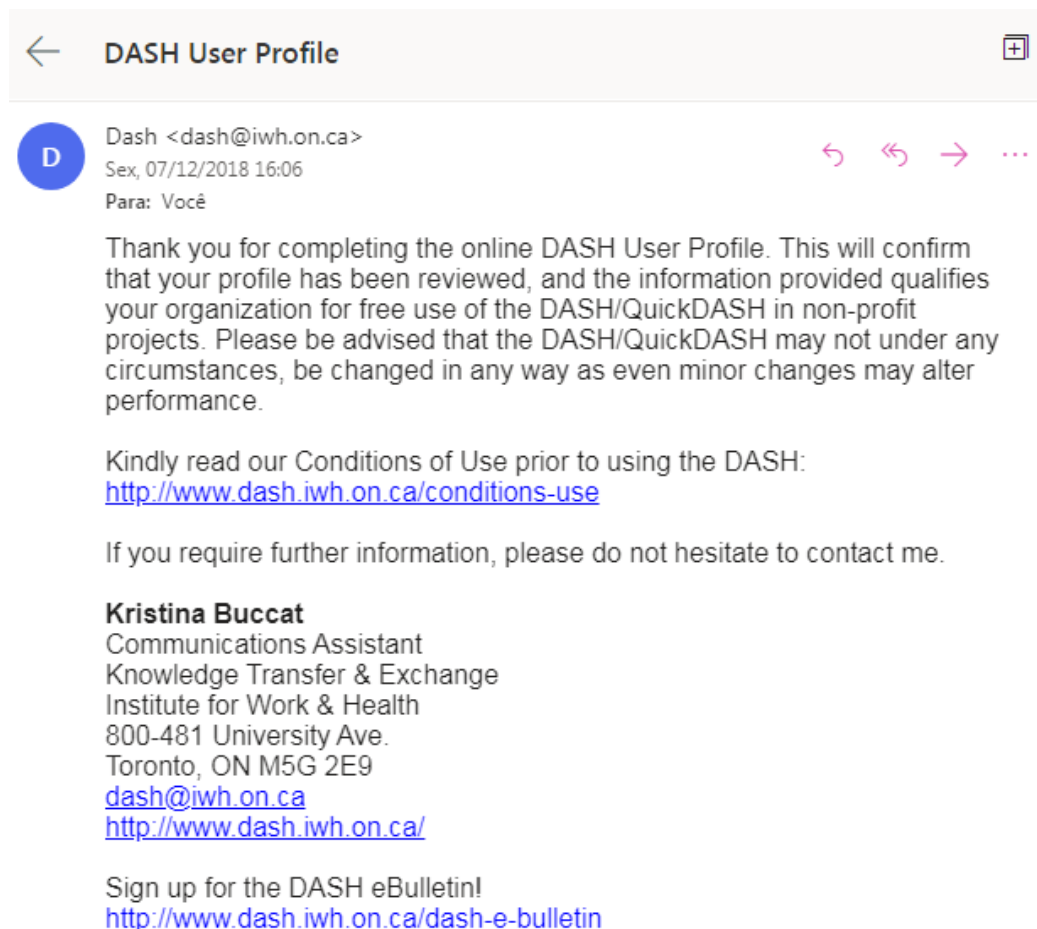 DASH User Profile
D
Dash <dash@iwh.on.ca>
Sex, 07/12/2018 16:06
Para: Você
Thank you for completing the online DASH User Profile. This will confirm
that your profile has been reviewed, and the information provided qualifies
your organization for free use of the DASH/QuickDASH in non-profit
projects. Please be advised that the DASH/QuickDASH may not under any
circumstances, be changed in any way as even minor changes may alter
performance.
Kindly read our Conditions of Use prior to using the DASH:
http://www.dash.iwh.on.ca/conditions-use
If you require further information, please do not hesitate to contact me.
Kristina Buccat
Communications Assistant
Knowledge Transfer & Exchange
Institute for Work & Health
800-481 University Ave.
Toronto, ON M5G 2E9
dash@iwh.on.ca
http://www.dash.iwh.on.ca/
Sign up for the DASH eBulletin!
http://www.dash.iwh.on.ca/dash-e-bulletin